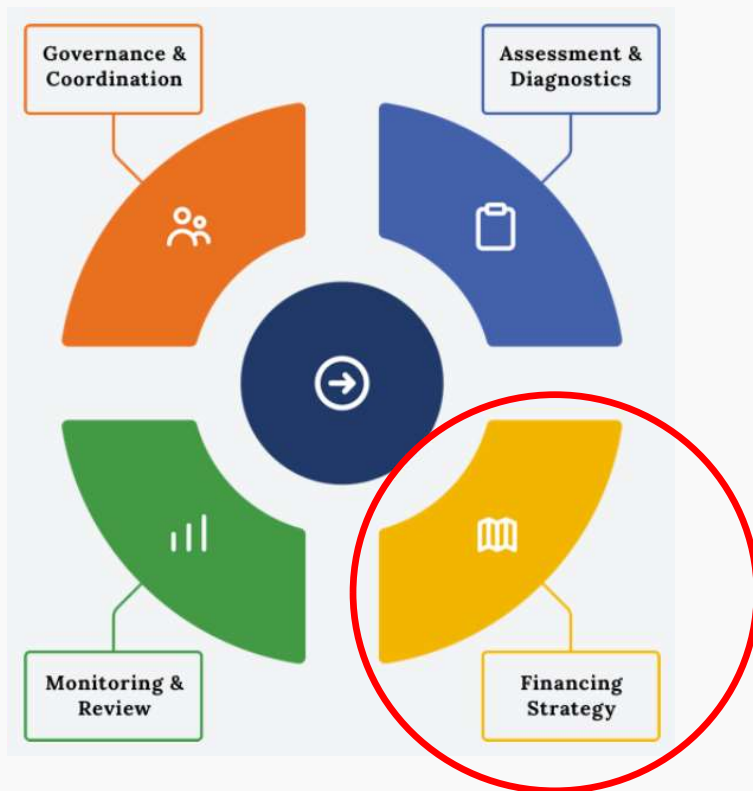 Governance &
Coordination
Assessment &
Diagnostics
Monitoring &
Review
Financing
Strategy